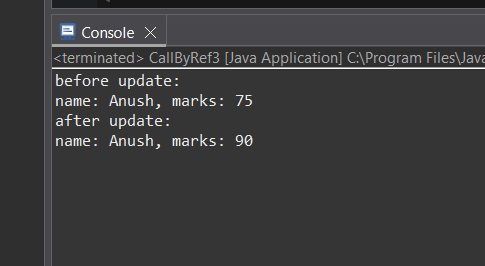 Console
<terminated> CallByRef3 [Java Application] C:\Program Files\Java
before update:
name: Anush, marks: 75
after update:
name: Anush, marks: 90